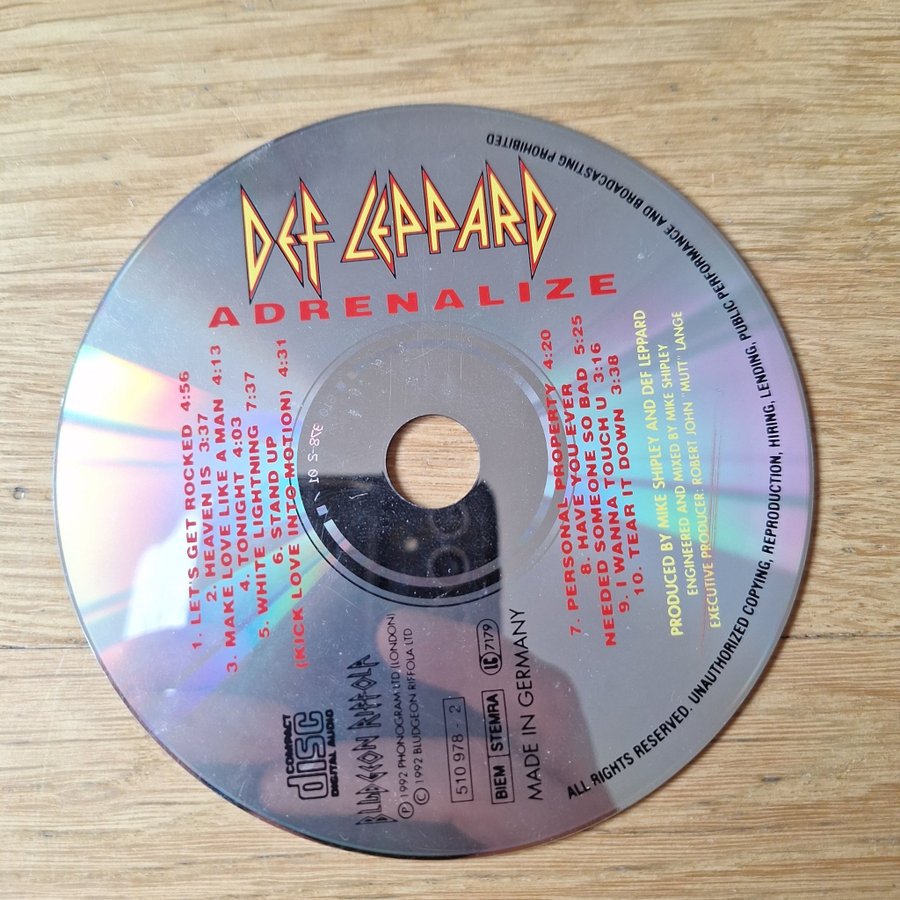 DEF LEPPARD
ADRENALIZE
1. LET'S GET ROCKED 4:56
2. HEAVEN IS 3:37
3. MAKE LOVE LIKE A MAN 4:13
4. TONIGHT 4:03
5. WHITE LIGHTNING 7:37
6. STAND UP
(KICK LOVE INTO MOTION) 4:31
7. PERSONAL PROPERTY 4:20
8. HAVE YOU EVER
NEEDED SOMEONE SO BAD 5:25
9. I WANNA TOUCH U 3:16
10. TEAR IT DOWN 3:38
PRODUCED BY MIKE SHIPLEY AND DEF LEPPARD
ENGINEERED AND MIXED BY MIKE SHIPLEY
EXECUTIVE PRODUCER: ROBERT JOHN "MUTT" LANGE
COMPACT
disc
DIGITAL AUDIO
BLUDGEON RIFFOLA
Ⓟ 1992 PHONOGRAM LTD (LONDON)
© 1992 BLUDGEON RIFFOLA LTD
510 978 - 2
BIEM STEMRA
LC 7179
MADE IN GERMANY
ALL RIGHTS RESERVED. UNAUTHORIZED COPYING, REPRODUCTION, HIRING, LENDING, PUBLIC PERFORMANCE AND BROADCASTING PROHIBITED